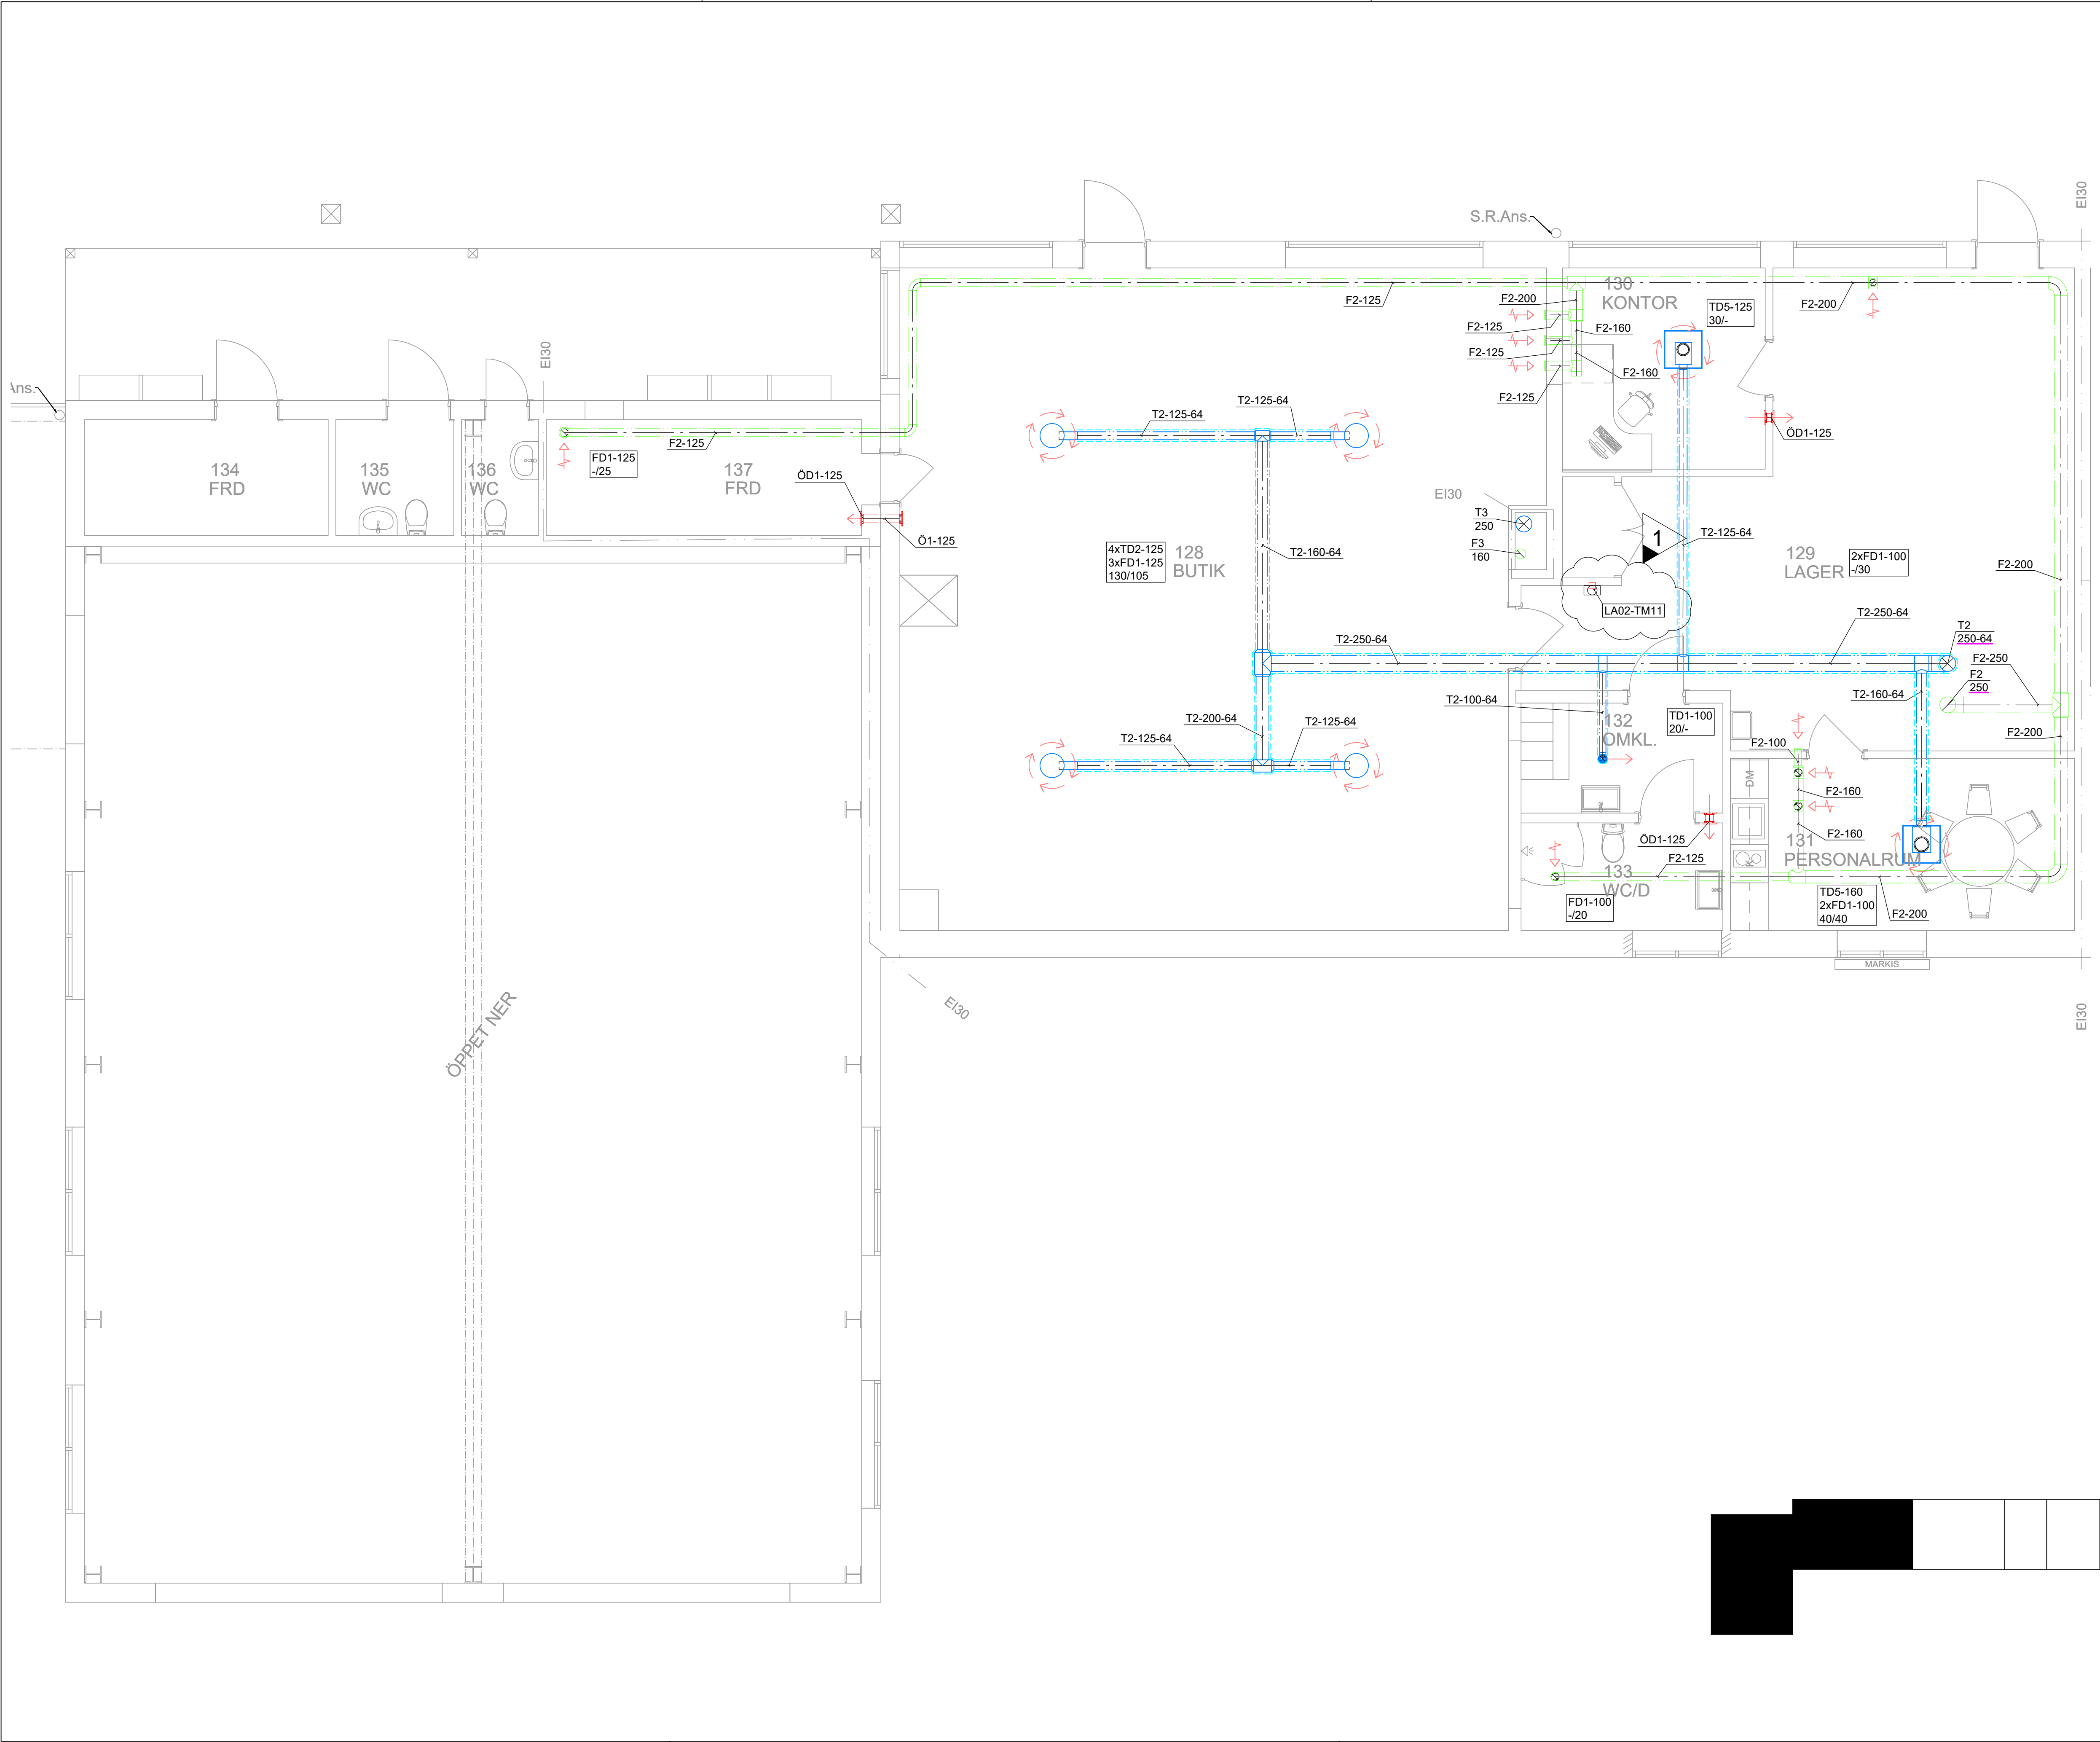 EI30
S.R.Ans.
130
KONTOR
TD5-125
30/-
F2-125
F2-200
F2-200
F2-125
F2-160
F2-125
F2-160
F2-125
EI30
Ans.
T2-125-64
T2-125-64
ÖD1-125
F2-125
FD1-125
-/25
134
FRD
135
WC
136
WC
137
FRD
ÖD1-125
Ö1-125
EI30
T3
250
F3
160
1
T2-125-64
4xTD2-125
3xFD1-125
130/105
128
BUTIK
T2-160-64
129
LAGER
2xFD1-100
-/30
F2-200
LA02-TM11
T2-250-64
T2-250-64
T2
250-64
F2-250
F2
250
T2-100-64
T2-160-64
132
OMKL.
TD1-100
20/-
T2-200-64
T2-125-64
T2-125-64
F2-100
F2-200
DM
F2-160
F2-160
ÖD1-125
131
PERSONALRUM
F2-125
133
WC/D
FD1-100
-/20
TD5-160
2xFD1-100
40/40
F2-200
MARKIS
EI30
EI30
ÖPPET NER